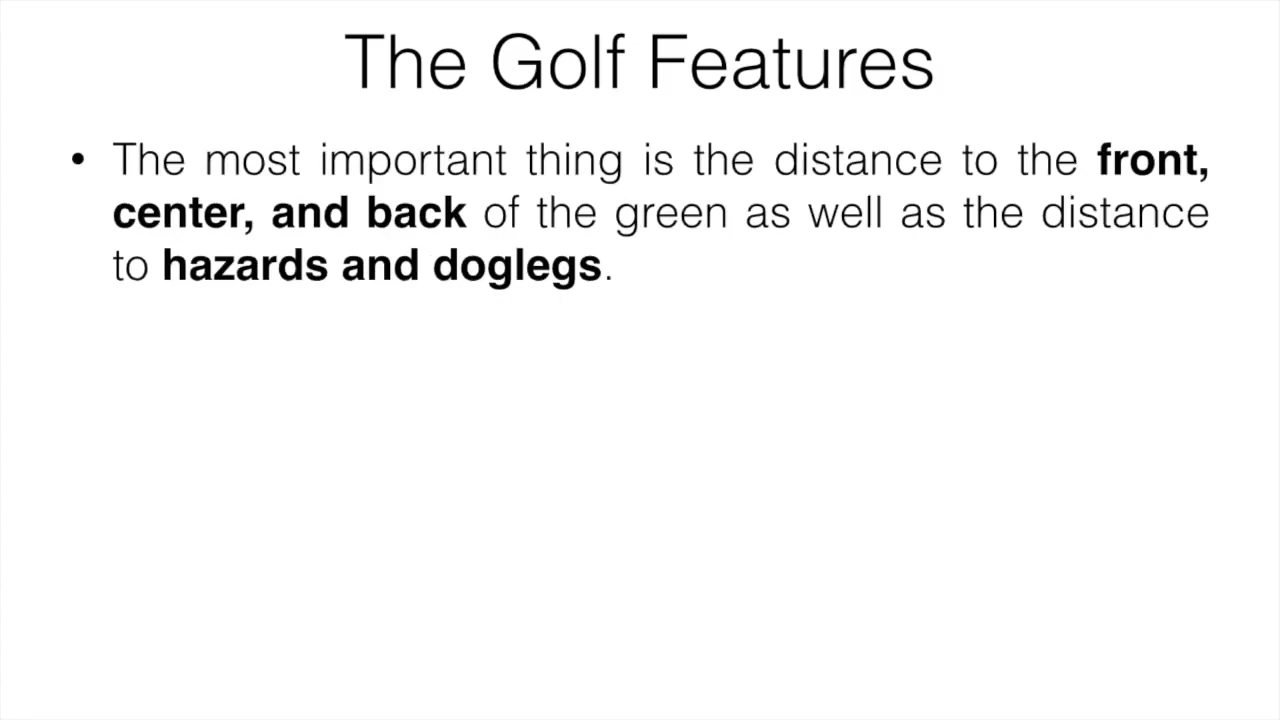 The Golf Features
• The most important thing is the distance to the front,
center, and back of the green as well as the distance
to hazards and doglegs.